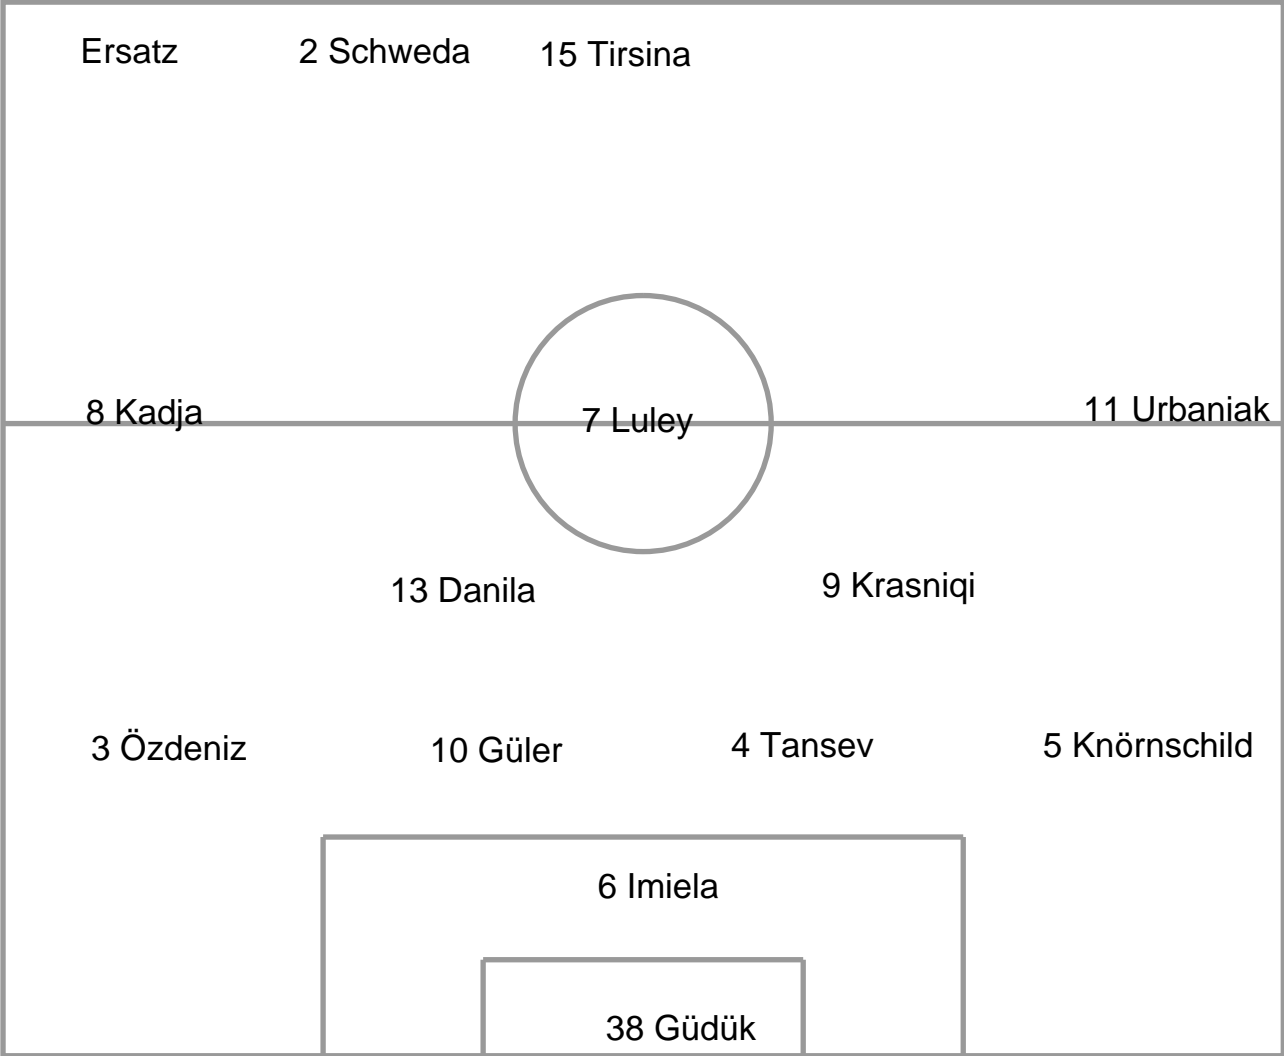 Ersatz 2 Schweda 15 Tirsina
8 Kadja 7 Luley 11 Urbaniak
13 Danila 9 Krasniqi
3 Özdeniz 10 Güler 4 Tansev 5 Knörnschild
6 Imiela
38 Güdük